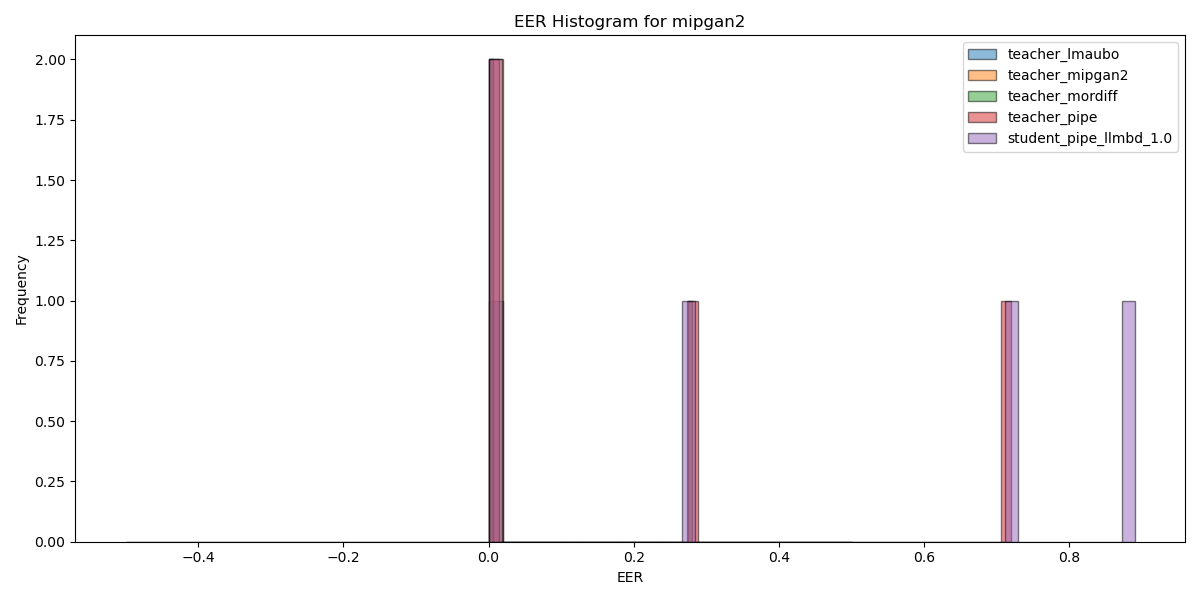 EER Histogram for mipgan2
teacher_lmaubo
teacher_mipgan2
teacher_mordiff
teacher_pipe
student_pipe_llmbd_1.0
Frequency
2.00
1.75
1.50
1.25
1.00
0.75
0.50
0.25
0.00
−0.4 −0.2 0.0 0.2 0.4 0.6 0.8
EER